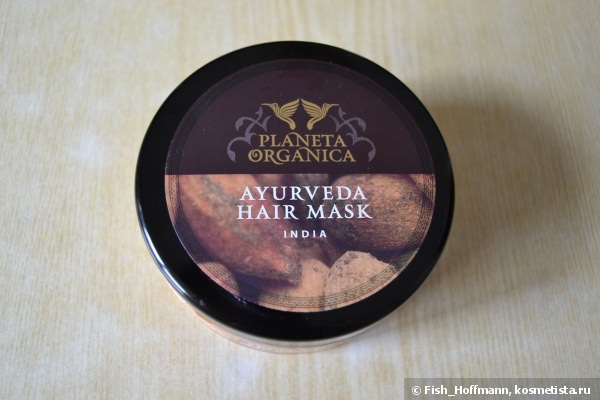 PLANETA
ORGANICA
AYURVEDA
HAIR MASK
INDIA
© Fish_Hoffmann, kosmetista.ru